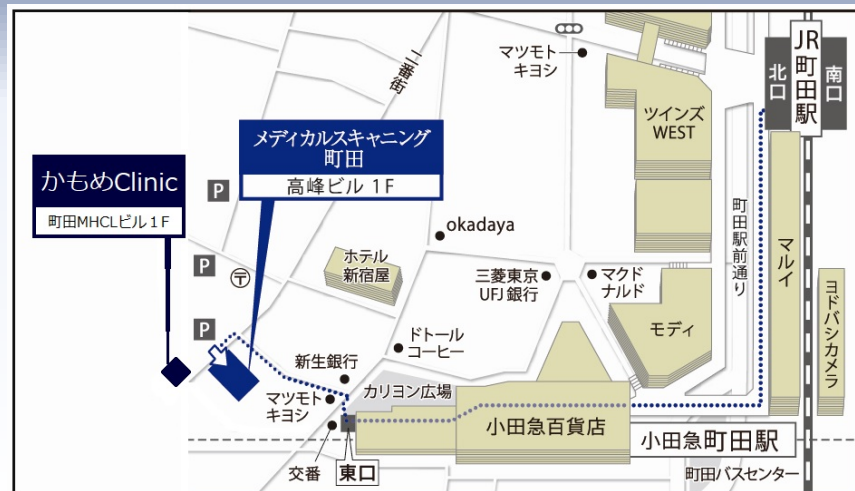 マツモト
キヨシ
二番街
JR町田駅
北口
南口
ツインズ
WEST
メディカルスキャニング
町田
高峰ビル 1F
かもめClinic
町田MHCLビル1F
P
P
P
〒
okadaya
ホテル
新宿屋
三菱東京
UFJ銀行
マクド
ナルド
町田駅前通り
マルイ
ヨドバシカメラ
モディ
ドトール
コーヒー
新生銀行
カリヨン広場
マツモト
キヨシ
小田急百貨店
小田急町田駅
交番
東口
町田バスセンター